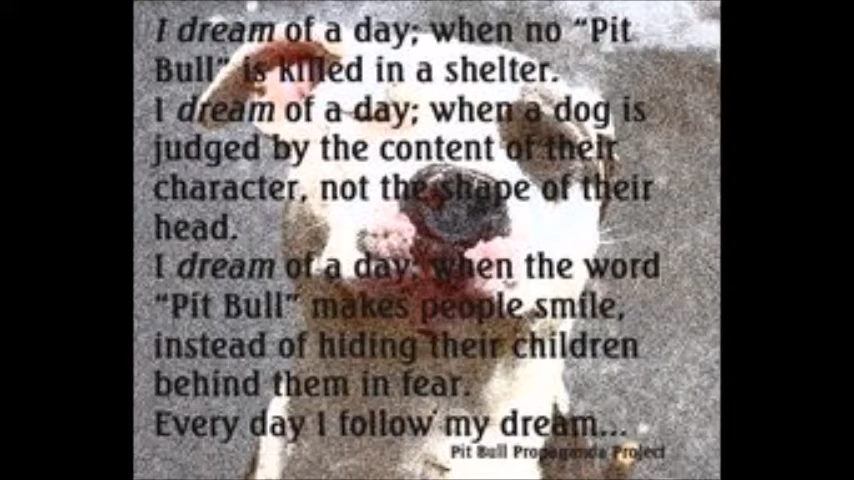 I dream of a day; when no “Pit
Bull” is killed in a shelter.
I dream of a day; when a dog is
judged by the content of their
character, not the shape of their
head.
I dream of a day; when the word
“Pit Bull” makes people smile,
instead of hiding their children
behind them in fear.
Every day I follow my dream...
Pit Bull Propaganda Project